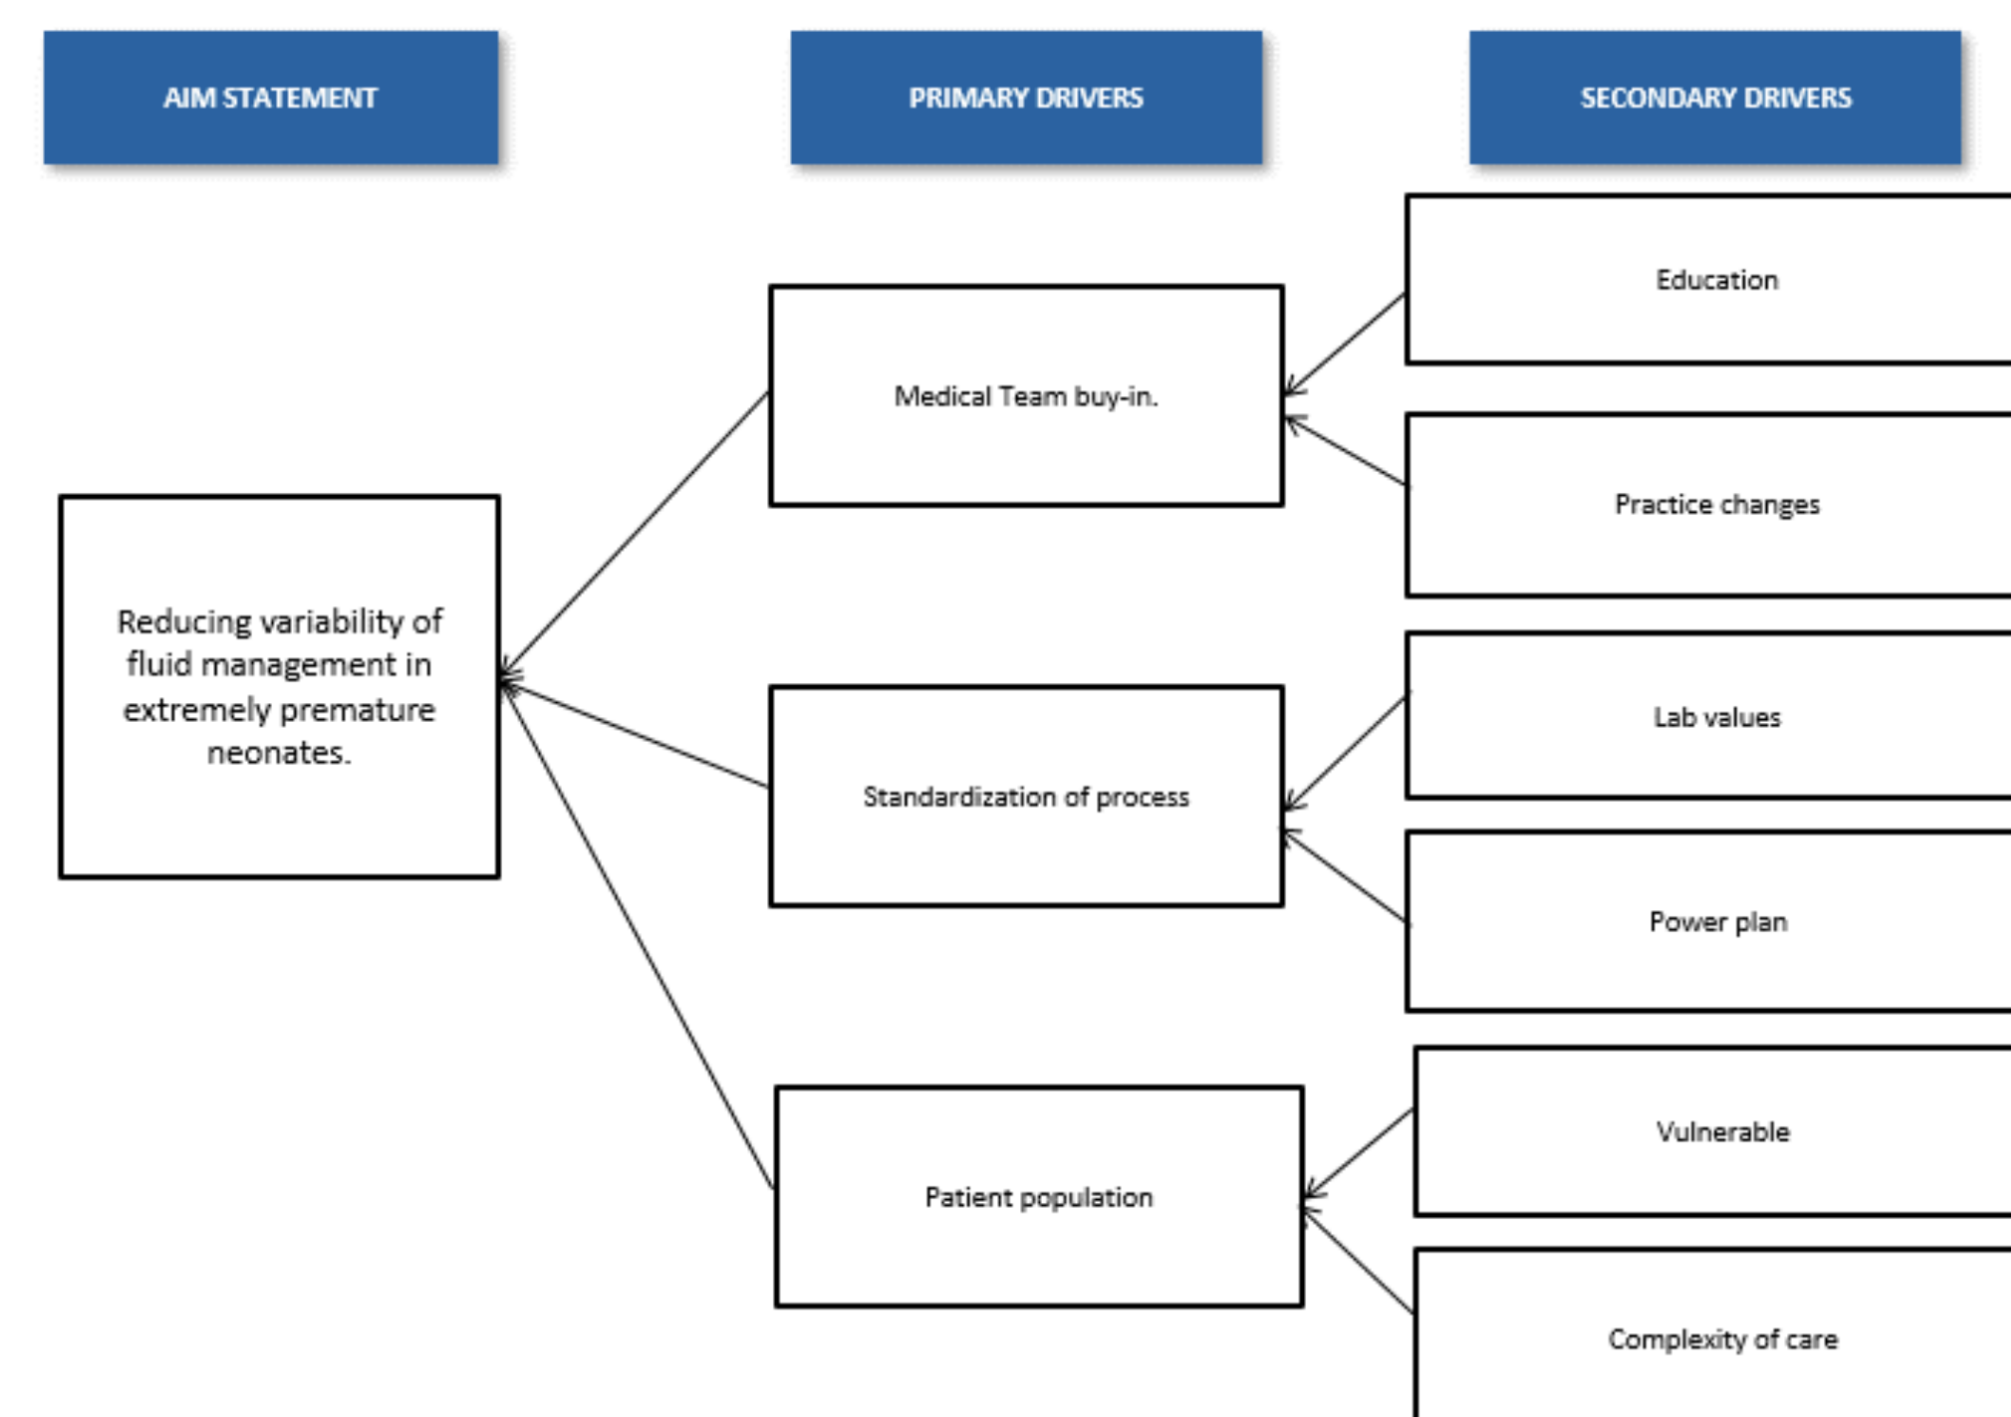 AIM STATEMENT
PRIMARY DRIVERS
SECONDARY DRIVERS
Education
Medical Team buy-in.
Practice changes
Reducing variability of
fluid management in
extremely premature
neonates.
Lab values
Standardization of process
Power plan
Vulnerable
Patient population
Complexity of care